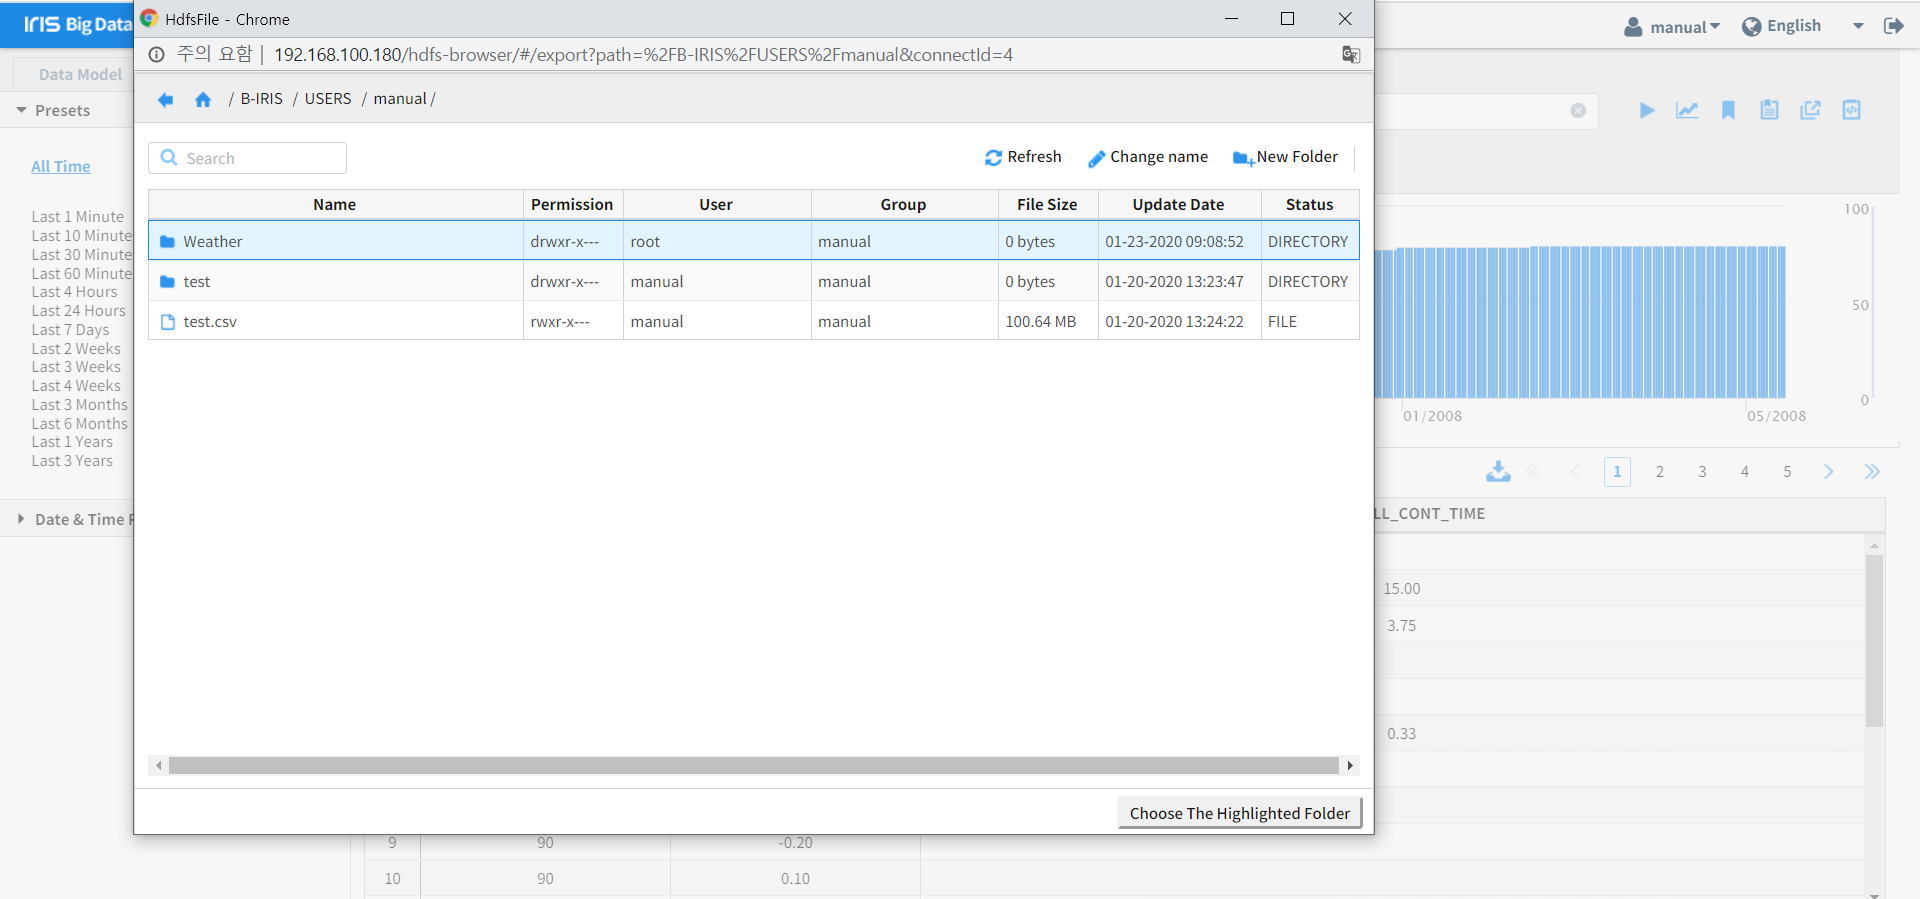 HdfsFile - Chrome
IRIS Big Data
주의 요함 | 192.168.100.180/hdfs-browser/#/export?path=%2FB-IRIS%2FUSERS%2Fmanual&connectId=4
manual
English
/ B-IRIS / USERS / manual /
Search
Refresh
Change name
New Folder
Name Permission User Group File Size Update Date Status
Weather drwxr-x--- root manual 0 bytes 01-23-2020 09:08:52 DIRECTORY
test drwxr-x--- manual manual 0 bytes 01-20-2020 13:23:47 DIRECTORY
test.csv rwxr-x--- manual manual 100.64 MB 01-20-2020 13:24:22 FILE
Choose The Highlighted Folder
Data Model
Presets
All Time
Last 1 Minute
Last 10 Minute
Last 30 Minute
Last 60 Minute
Last 4 Hours
Last 24 Hours
Last 7 Days
Last 2 Weeks
Last 3 Weeks
Last 4 Weeks
Last 3 Months
Last 6 Months
Last 1 Years
Last 3 Years
Date & Time
100
50
0
01/2008 05/2008
1 2 3 4 5
LL_CONT_TIME
15.00
3.75
0.33
9 90 -0.20
10 90 0.10